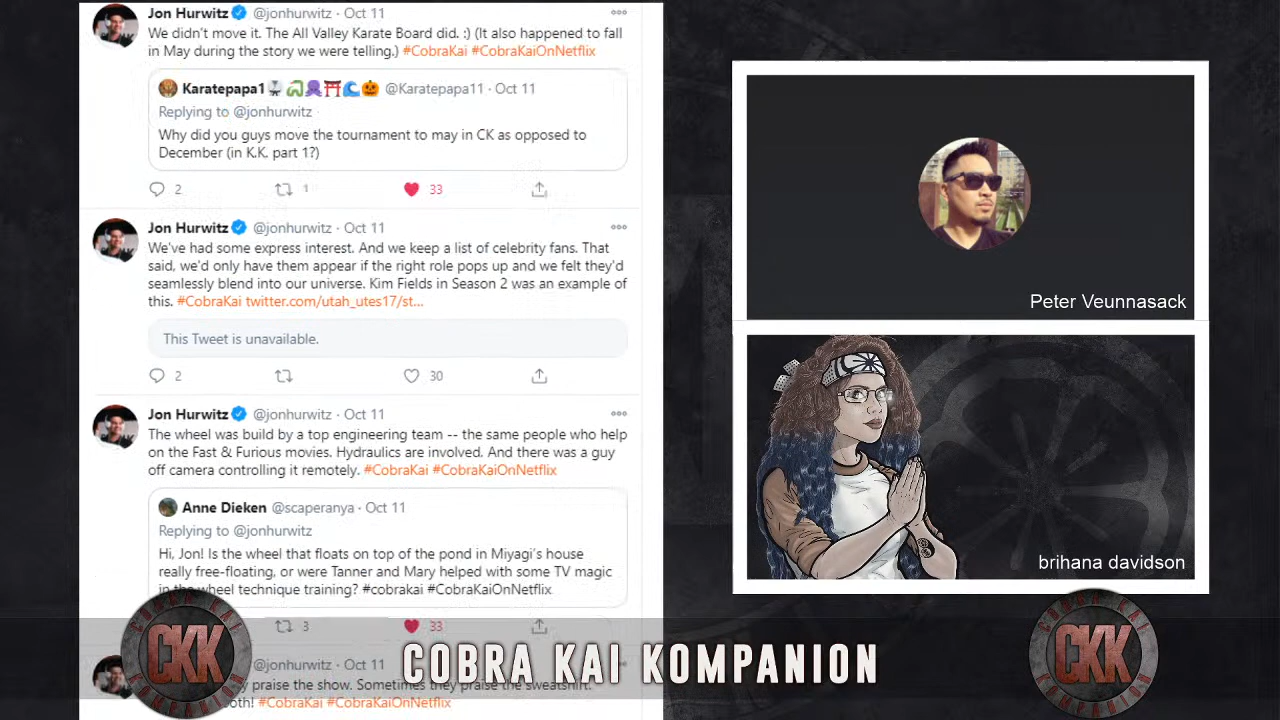 Jon Hurwitz @jonhurwitz · Oct 11
We didn't move it. The All Valley Karate Board did. :) (It also happened to fall
in May during the story we were telling.) #CobraKai #CobraKaiOnNetflix
Karatepapa1 @Karatepapa11 · Oct 11
Replying to @jonhurwitz
Why did you guys move the tournament to may in CK as opposed to
December (in K.K. part 1?)
2 1 33
Jon Hurwitz @jonhurwitz · Oct 11
We've had some express interest. And we keep a list of celebrity fans. That
said, we'd only have them appear if the right role pops up and we felt they'd
seamlessly blend into our universe. Kim Fields in Season 2 was an example of
this. #CobraKai twitter.com/utah_utes17/st...
This Tweet is unavailable.
2 30
Jon Hurwitz @jonhurwitz · Oct 11
The wheel was build by a top engineering team -- the same people who help
on the Fast & Furious movies. Hydraulics are involved. And there was a guy
off camera controlling it remotely. #CobraKai #CobraKaiOnNetflix
Anne Dieken @scaperanya · Oct 11
Replying to @jonhurwitz
Hi, Jon! Is the wheel that floats on top of the pond in Miyagi's house
really free-floating, or were Tanner and Mary helped with some TV magic
in the wheel technique training? #cobrakai #CobraKaiOnNetflix
3 33
@jonhurwitz · Oct 11
praise the show. Sometimes they praise the sweatshirt.
both! #CobraKai #CobraKaiOnNetflix
Peter Veunnasack
brihana davidson
COBRA KAI
CKK
KOMPANION
COBRA KAI KOMPANION
COBRA KAI
CKK
KOMPANION